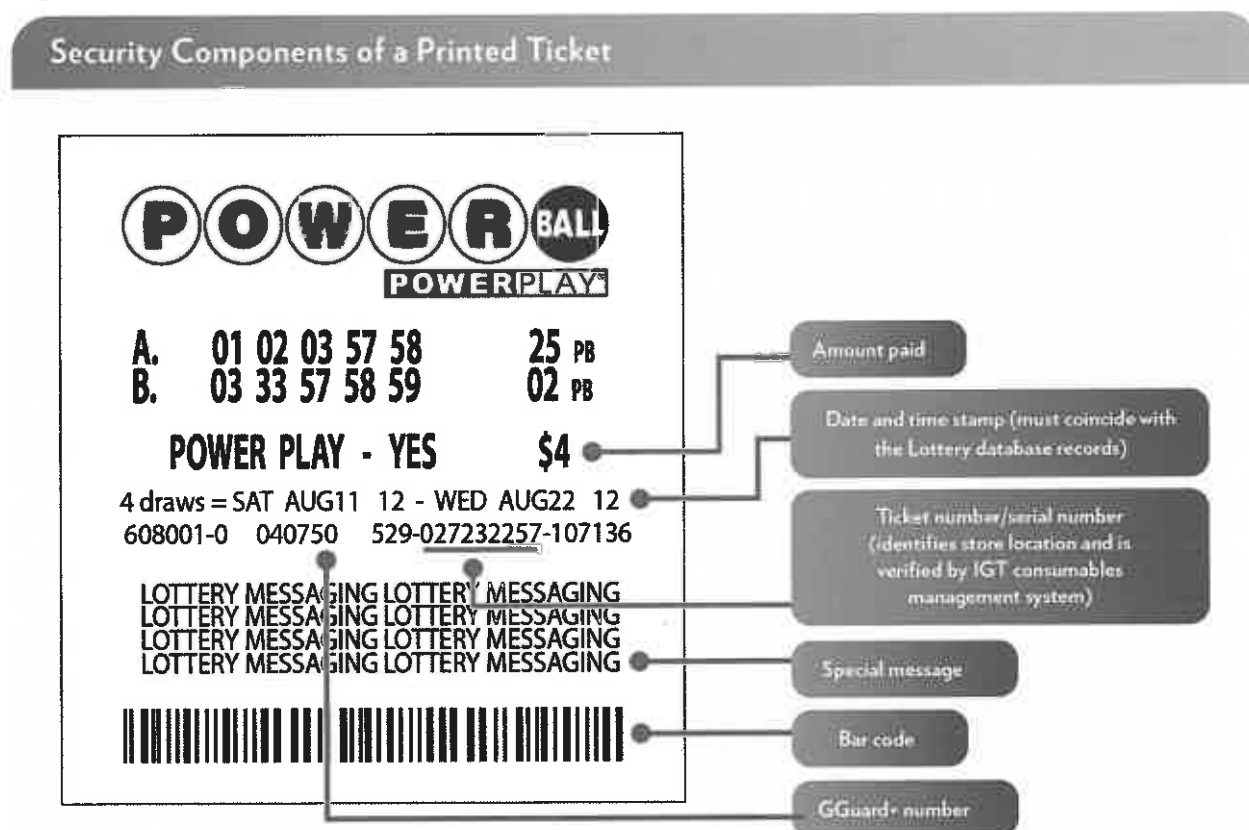 Security Components of a Printed Ticket
POWER BALL
POWERPLAY
A. 01 02 03 57 58 25 PB
B. 03 33 57 58 59 02 PB
POWER PLAY - YES $4
4 draws = SAT AUG11 12 - WED AUG22 12
608001-0 040750 529-027232257-107136
LOTTERY MESSAGING LOTTERY MESSAGING
LOTTERY MESSAGING LOTTERY MESSAGING
LOTTERY MESSAGING LOTTERY MESSAGING
LOTTERY MESSAGING LOTTERY MESSAGING
Amount paid
Date and time stamp (must coincide with
the Lottery database records)
Ticket number/serial number
(identifies store location and is
verified by IGT consumables
management system)
Special message
Bar code
GGuard+ number